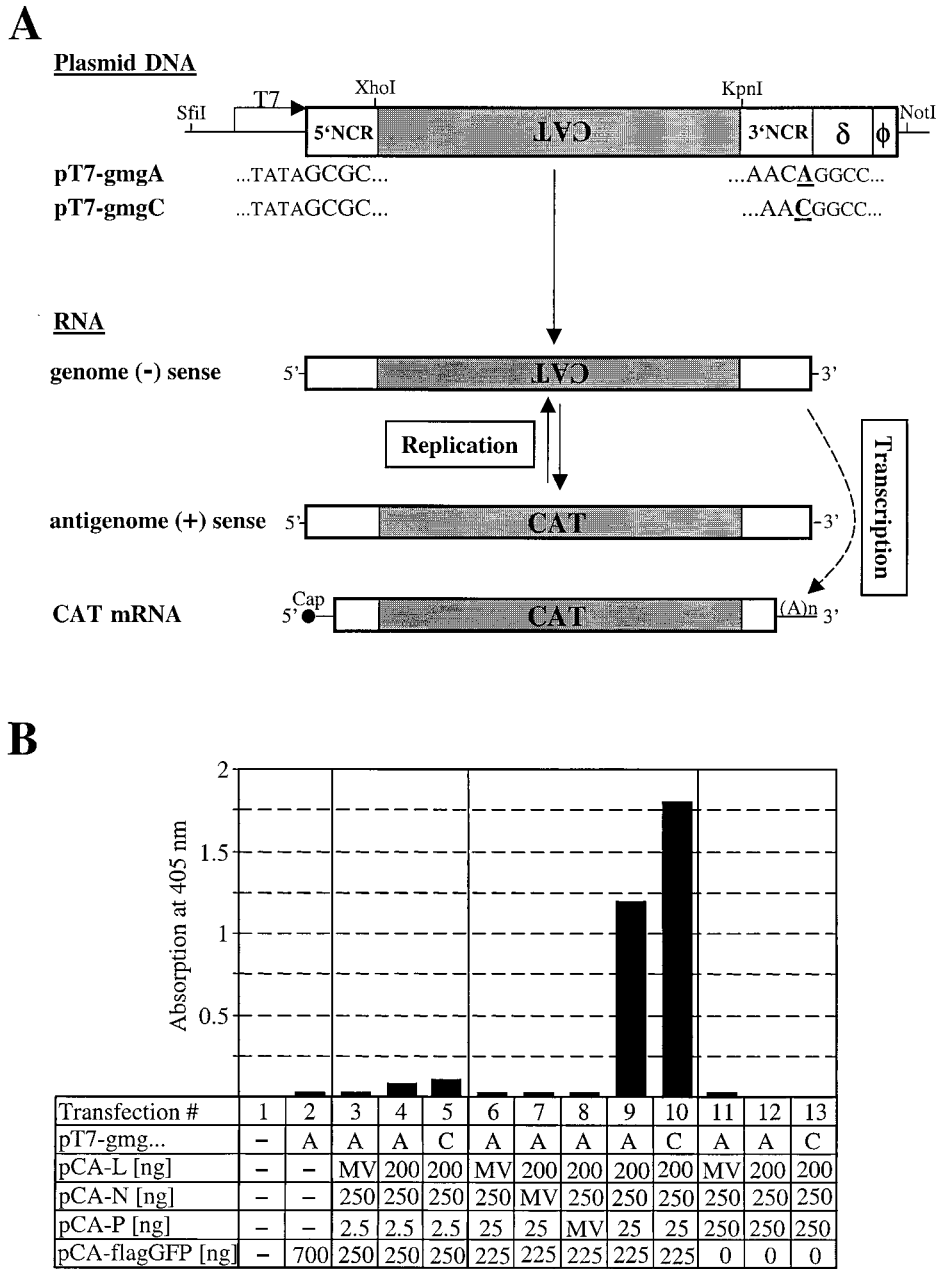 A
Plasmid DNA
SfiI T7 XhoI KpnI NotI
5‘NCR CAT 3‘NCR δ ϕ
pT7-gmgA ...TATAGCGC... ...AACAGGCC...
pT7-gmgC ...TATAGCGC... ...AACGGCC...
RNA
genome (-) sense 5’ CAT 3’
Replication
Transcription
antigenome (+) sense 5’ CAT 3’
CAT mRNA 5’ Cap CAT (A)n 3’
B
Absorption at 405 nm
2
1.5
1
0.5
Transfection # 1 2 3 4 5 6 7 8 9 10 11 12 13
pT7-gmg... – A A A C A A A A C A A C
pCA-L [ng] – – MV 200 200 MV 200 200 200 200 MV 200 200
pCA-N [ng] – – 250 250 250 250 MV 250 250 250 250 250 250
pCA-P [ng] – – 2.5 2.5 2.5 25 25 MV 25 25 250 250 250
pCA-flagGFP [ng] – 700 250 250 250 225 225 225 225 225 0 0 0